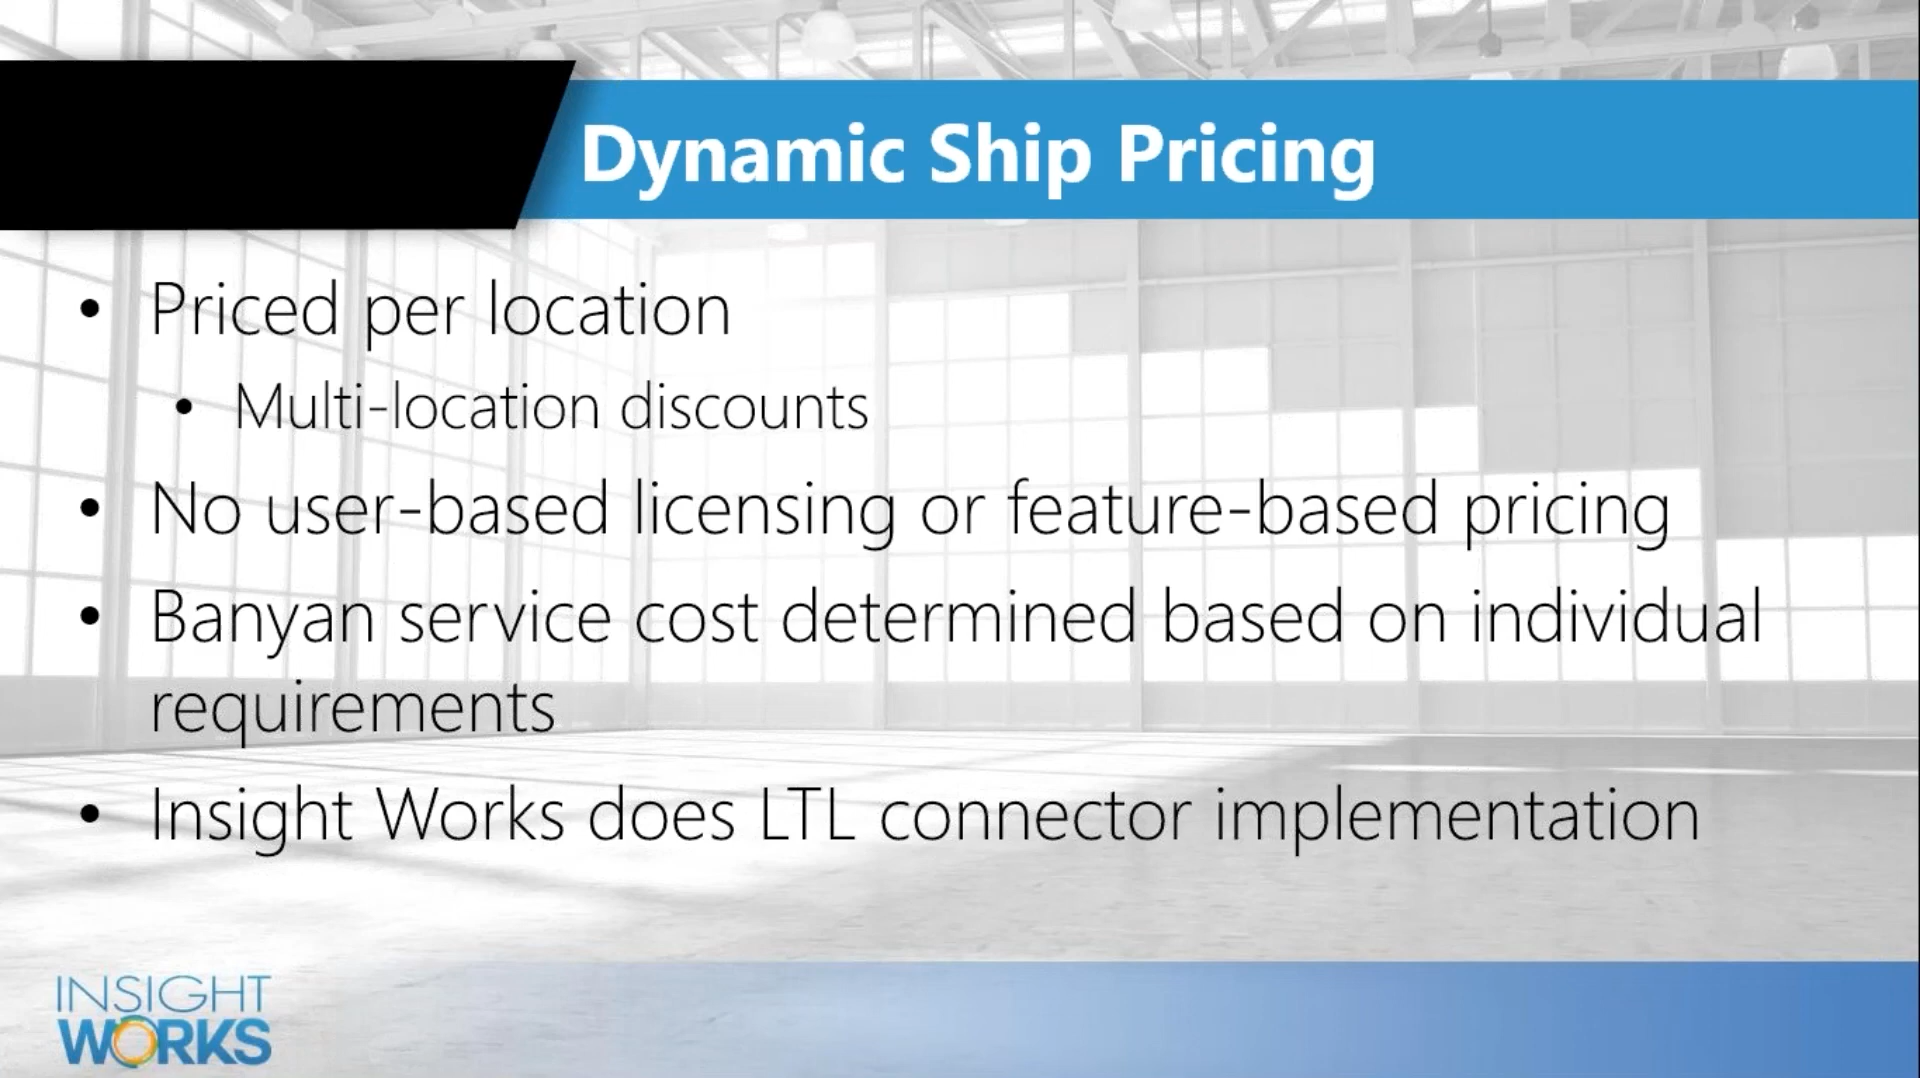 Dynamic Ship Pricing
• Priced per location
• Multi-location discounts
• No user-based licensing or feature-based pricing
• Banyan service cost determined based on individual
requirements
• Insight Works does LTL connector implementation
INSIGHT
WORKS